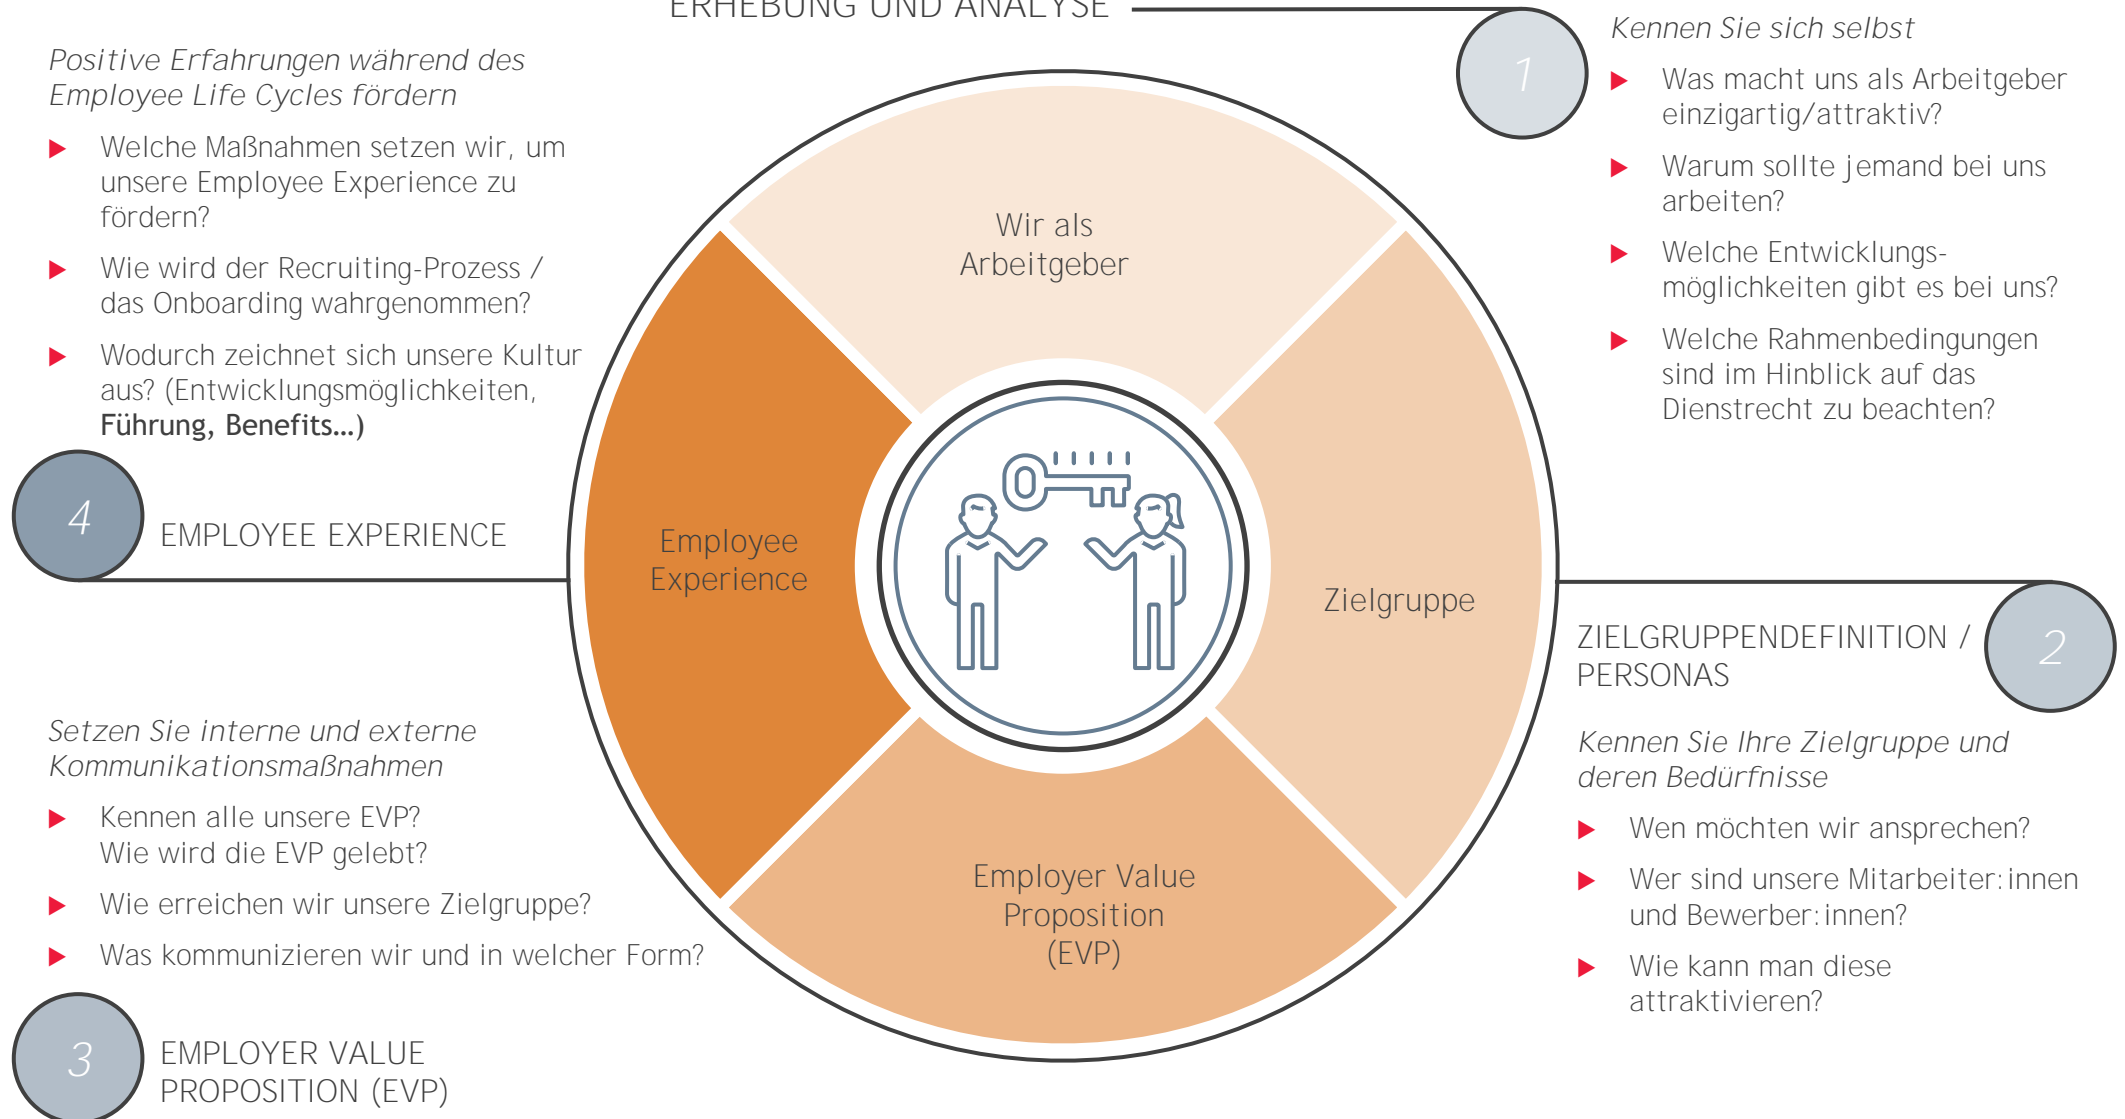 ERHEBUNG UND ANALYSE
1
Kennen Sie sich selbst
Was macht uns als Arbeitgeber
einzigartig/attraktiv?
Warum sollte jemand bei uns
arbeiten?
Welche Entwicklungs-
möglichkeiten gibt es bei uns?
Welche Rahmenbedingungen
sind im Hinblick auf das
Dienstrecht zu beachten?
Positive Erfahrungen während des
Employee Life Cycles fördern
Welche Maßnahmen setzen wir, um
unsere Employee Experience zu
fördern?
Wie wird der Recruiting-Prozess /
das Onboarding wahrgenommen?
Wodurch zeichnet sich unsere Kultur
aus? (Entwicklungsmöglichkeiten,
Führung, Benefits…)
4
EMPLOYEE EXPERIENCE
Wir als
Arbeitgeber
Employee
Experience
Zielgruppe
Employer Value
Proposition
(EVP)
ZIELGRUPPENDEFINITION /
PERSONAS
2
Kennen Sie Ihre Zielgruppe und
deren Bedürfnisse
Wen möchten wir ansprechen?
Wer sind unsere Mitarbeiter:innen
und Bewerber:innen?
Wie kann man diese
attraktivieren?
Setzen Sie interne und externe
Kommunikationsmaßnahmen
Kennen alle unsere EVP?
Wie wird die EVP gelebt?
Wie erreichen wir unsere Zielgruppe?
Was kommunizieren wir und in welcher Form?
3
EMPLOYER VALUE
PROPOSITION (EVP)